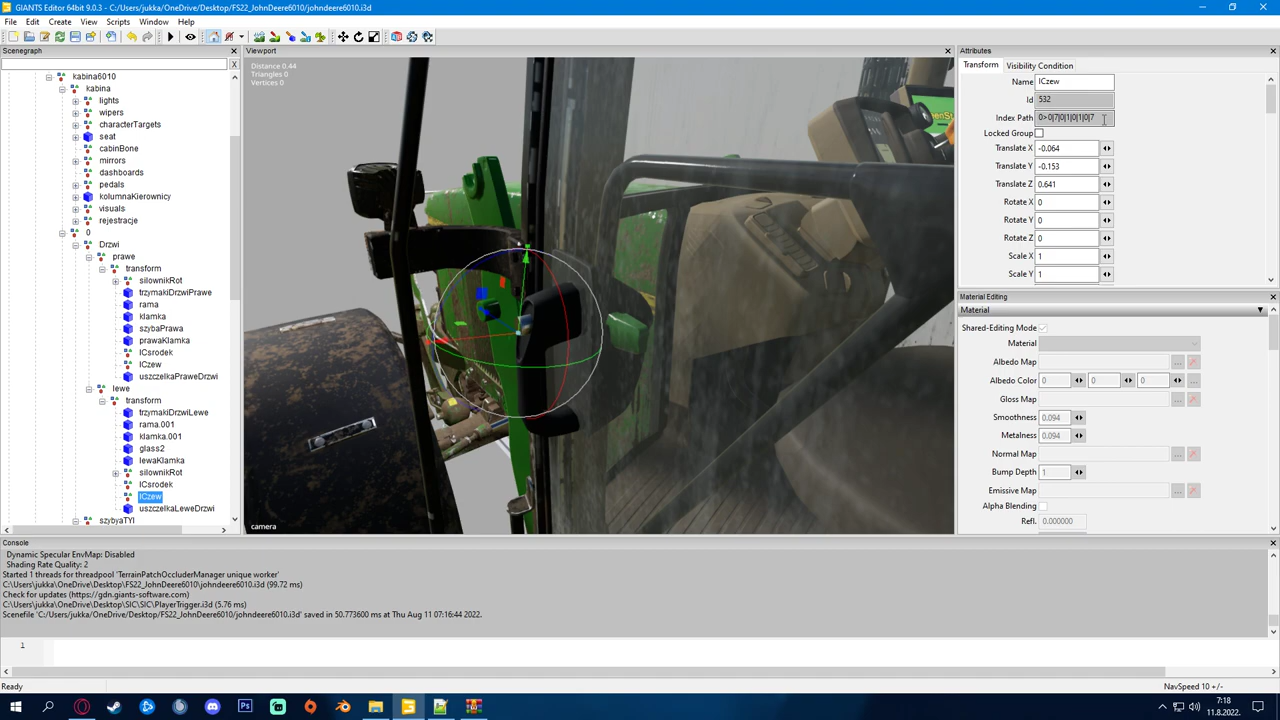 GIANTS Editor 64bit - 9.0.3 - C:/Users/jukka/OneDrive/Desktop/FS22_JohnDeere6010/johndeere6010.i3d
File Edit Create View Scripts Window Help
Scenegraph
X
kabina6010
kabina
lights
wipers
characterTargets
seat
cabinBone
mirrors
dashboards
pedals
kolumnaKierownicy
visuals
rejestracje
0
Drzwi
prawe
transform
silownikRot
trzymakiDrzwiPrawe
rama
klamka
szybaPrawa
prawaKlamka
ICsrodek
ICzew
uszczelkaPraweDrzwi
lewe
transform
trzymakiDrzwiLewe
rama.001
klamka.001
glass2
lewaKlamka
silownikRot
ICsrodek
ICzew
uszczelkaLeweDrzwi
szybyaTYl
Viewport
Distance 0.44
Triangles 0
Vertices 0
camera
Attributes
Transform Visibility Condition
Name ICzew
Id 532
Index Path 0>0|7|0|1|0|1|0|7
Locked Group
Translate X -0.064
Translate Y -0.153
Translate Z 0.641
Rotate X 0
Rotate Y 0
Rotate Z 0
Scale X 1
Scale Y 1
Material Editing
Material
Shared-Editing Mode
Material
Albedo Map ...
Albedo Color 0 0 0 ...
Gloss Map ...
Smoothness 0.094
Metalness 0.094
Normal Map ...
Bump Depth 1
Emissive Map ...
Alpha Blending
Refl. 0.000000
Console
Dynamic Specular EnvMap: Disabled
Shading Rate Quality: 2
Started 1 threads for threadpool 'TerrainPatchOccluderManager unique worker'
C:\Users\jukka\OneDrive\Desktop\FS22_JohnDeere6010\johndeere6010.i3d (99.72 ms)
Check for updates (https://gdn.giants-software.com)
C:\Users\jukka\OneDrive\Desktop\SIC\SIC\PlayerTrigger.i3d (5.76 ms)
Scenefile 'C:/Users/jukka/OneDrive/Desktop/FS22_JohnDeere6010/johndeere6010.i3d' saved in 50.773600 ms at Thu Aug 11 07:16:44 2022.
1
Ready
NavSpeed 10 +/-
7:18
11.8.2022.